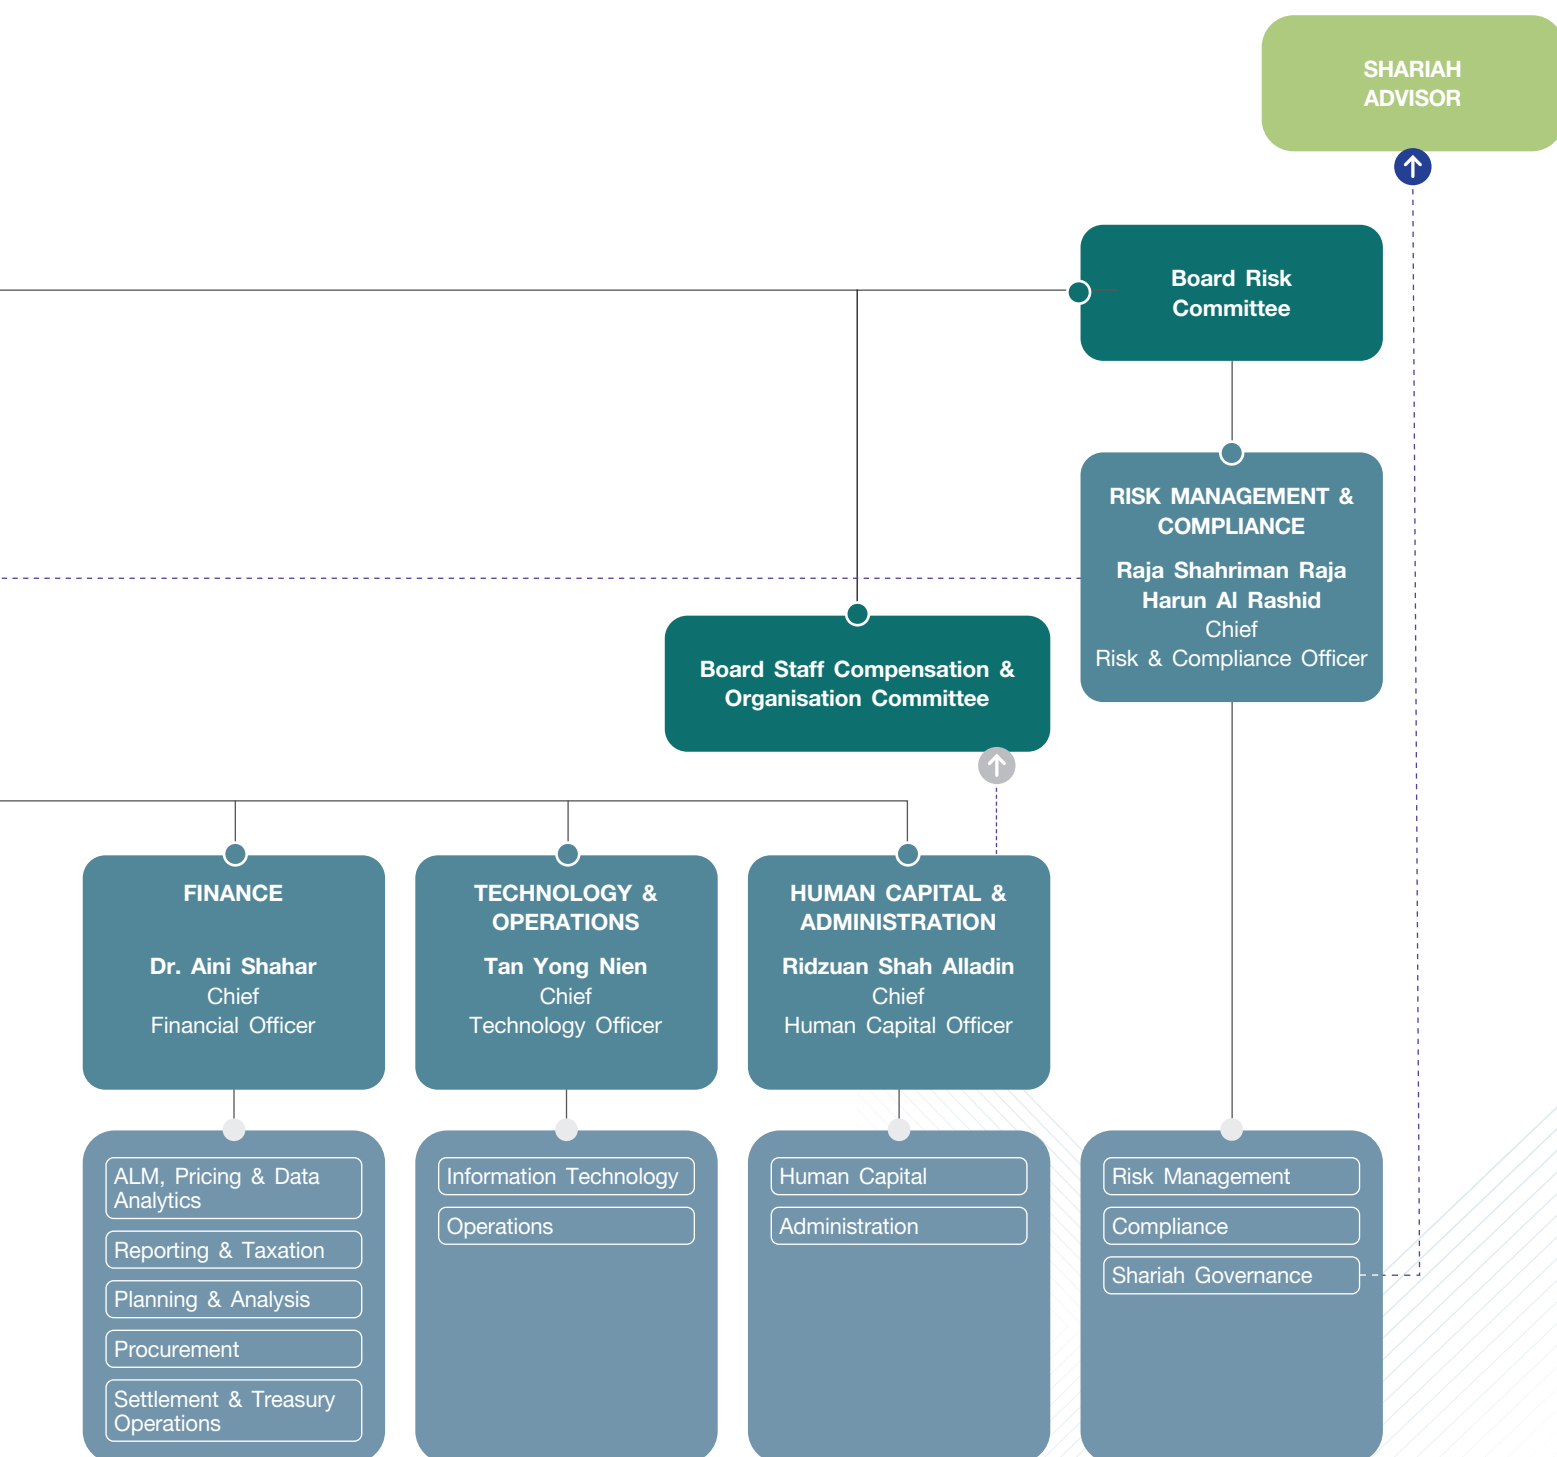 SHARIAH
ADVISOR
Board Risk
Committee
RISK MANAGEMENT &
COMPLIANCE
Raja Shahriman Raja
Harun Al Rashid
Chief
Risk & Compliance Officer
Board Staff Compensation &
Organisation Committee
FINANCE
Dr. Aini Shahar
Chief
Financial Officer
TECHNOLOGY &
OPERATIONS
Tan Yong Nien
Chief
Technology Officer
HUMAN CAPITAL &
ADMINISTRATION
Ridzuan Shah Alladin
Chief
Human Capital Officer
ALM, Pricing & Data
Analytics
Reporting & Taxation
Planning & Analysis
Procurement
Settlement & Treasury
Operations
Information Technology
Operations
Human Capital
Administration
Risk Management
Compliance
Shariah Governance